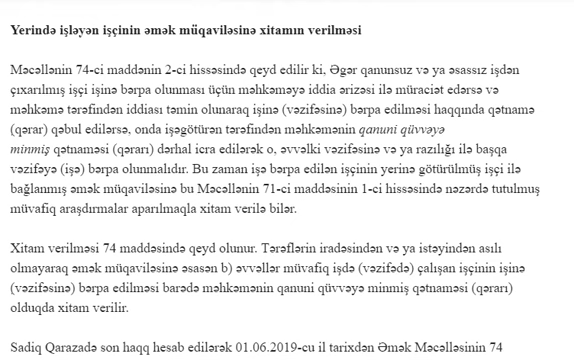 Yerində işləyən işçinin əmək müqaviləsinə xitamın verilməsi
Məcəllənin 74-ci maddənin 2-ci hissəsində qeyd edilir ki, Əgər qanunsuz və ya əsassız işdən
çıxarılmış işçi işinə bərpa olunması üçün məhkəməyə iddia ərizəsi ilə müraciət edərsə və
məhkəmə tərəfindən iddiası təmin olunaraq işinə (vəzifəsinə) bərpa edilməsi haqqında qətnamə
(qərar) qəbul edilərsə, onda işəgötürən tərəfindən məhkəmənin qanuni qüvvəyə
minmiş qətnaməsi (qərarı) dərhal icra edilərək o, əvvəlki vəzifəsinə və ya razılığı ilə başqa
vəzifəyə (işə) bərpa olunmalıdır. Bu zaman işə bərpa edilən işçinin yerinə götürülmüş işçi ilə
bağlanmış əmək müqaviləsinə bu Məcəllənin 71-ci maddəsinin 1-ci hissəsində nəzərdə tutulmuş
müvafiq araşdırmalar aparılmaqla xitam verilə bilər.
Xitam verilməsi 74 maddəsində qeyd olunur. Tərəflərin iradəsindən və ya istəyindən asılı
olmayaraq əmək müqaviləsinə əsasən b) əvvəllər müvafiq işdə (vəzifədə) çalışan işçinin işinə
(vəzifəsinə) bərpa edilməsi barədə məhkəmənin qanuni qüvvəyə minmiş qətnaməsi (qərarı)
olduqda xitam verilir.
Sadiq Qarazadə son haqq hesab edilərək 01.06.2019-cu il tarixdən Əmək Məcəlləsinin 74